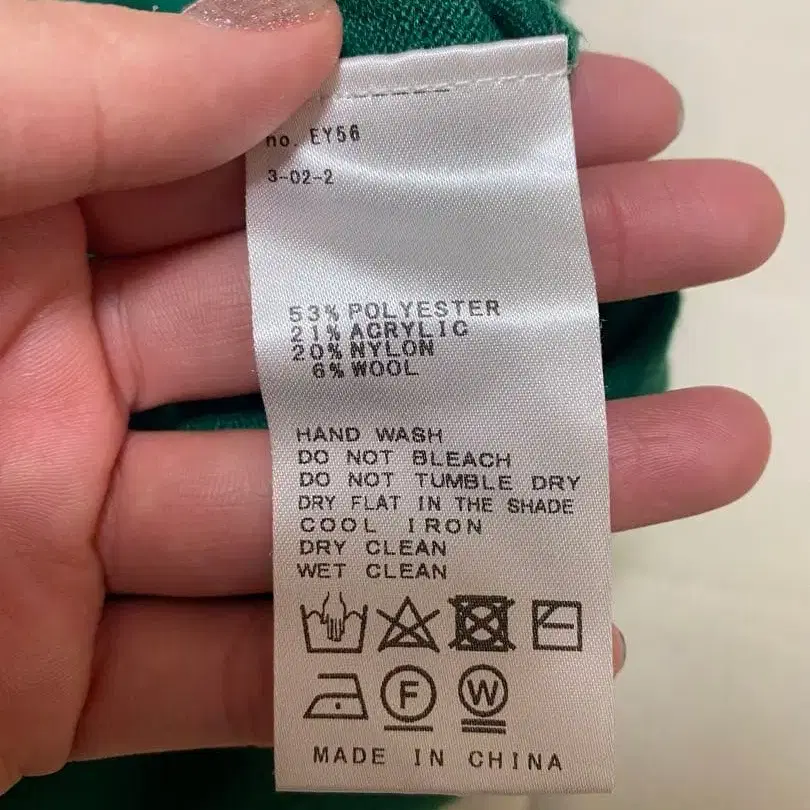 no. EY56
3-02-2
53% POLYESTER
21% ACRYLIC
20% NYLON
6% WOOL
HAND WASH
DO NOT BLEACH
DO NOT TUMBLE DRY
DRY FLAT IN THE SHADE
COOL IRON
DRY CLEAN
WET CLEAN
F W
MADE IN CHINA